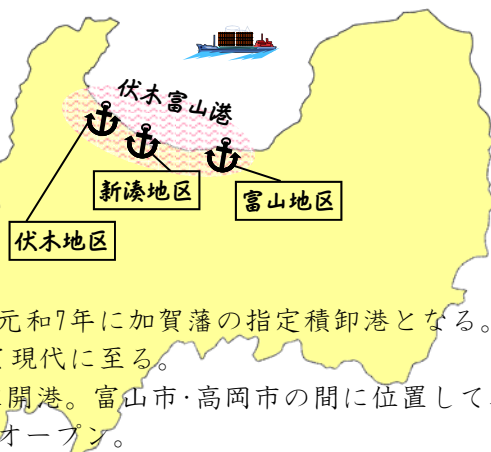 伏木富山港
新湊地区
富山地区
伏木地区
元和7年に加賀藩の指定積卸港となる。
現代に至る。
開港。富山市・高岡市の間に位置して
オープン。